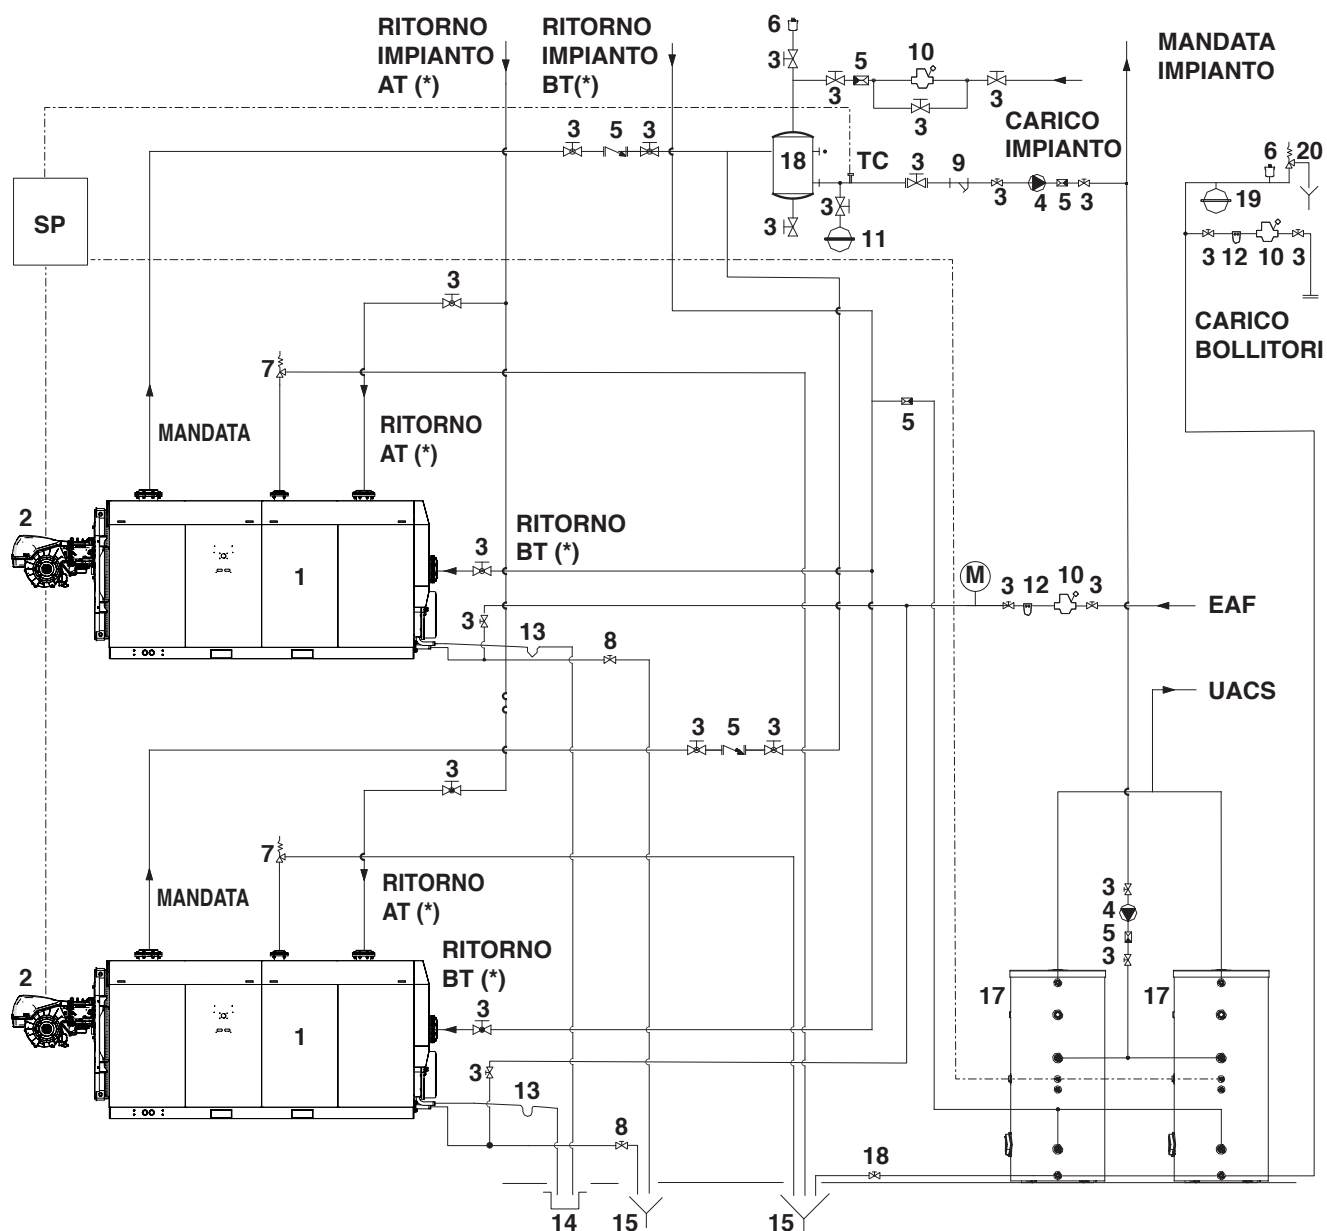 RITORNO
IMPIANTO
AT (*)
RITORNO
IMPIANTO
BT(*)
6
3
5
10
3
3
3
MANDATA
IMPIANTO
CARICO
IMPIANTO
3
5
3
18
TC
3
9
3
4
5
3
3
3
11
6
20
19
3
12
10
3
CARICO
BOLLITORI
SP
3
7
MANDATA
RITORNO
AT (*)
5
2
1
RITORNO
BT (*)
3
3
13
8
M
3
12
10
3
EAF
UACS
3
5
3
3
7
MANDATA
RITORNO
AT (*)
RITORNO
BT (*)
2
1
3
3
13
8
3
4
5
3
17
17
18
14
15
15